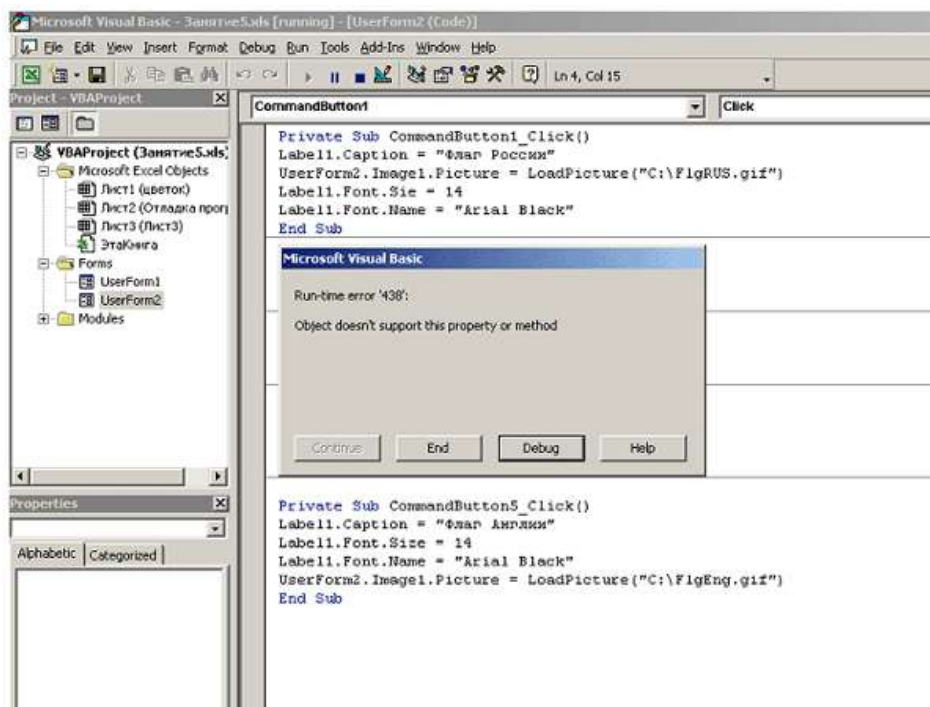 Microsoft Visual Basic - Занятие5.xls [running] - [UserForm2 (Code)]
File Edit View Insert Format Debug Run Tools Add-Ins Window Help
Ln 4, Col 15
Project - VBAProject
CommandButton1 Click
VBAProject (Занятие5.xls)
Microsoft Excel Objects
Лист1 (цветок)
Лист2 (Отладка прог
Лист3 (Лист3)
ЭтаКнига
Forms
UserForm1
UserForm2
Modules
Private Sub CommandButton1_Click()
Label1.Caption = "Флаг России"
UserForm2.Image1.Picture = LoadPicture("C:\FlgRUS.gif")
Label1.Font.Sie = 14
Label1.Font.Name = "Arial Black"
End Sub
Microsoft Visual Basic
Run-time error '438':
Object doesn't support this property or method
Continue End Debug Help
Properties
Alphabetic Categorized
Private Sub CommandButton5_Click()
Label1.Caption = "Флаг Англии"
Label1.Font.Size = 14
Label1.Font.Name = "Arial Black"
UserForm2.Image1.Picture = LoadPicture("C:\FlgEng.gif")
End Sub